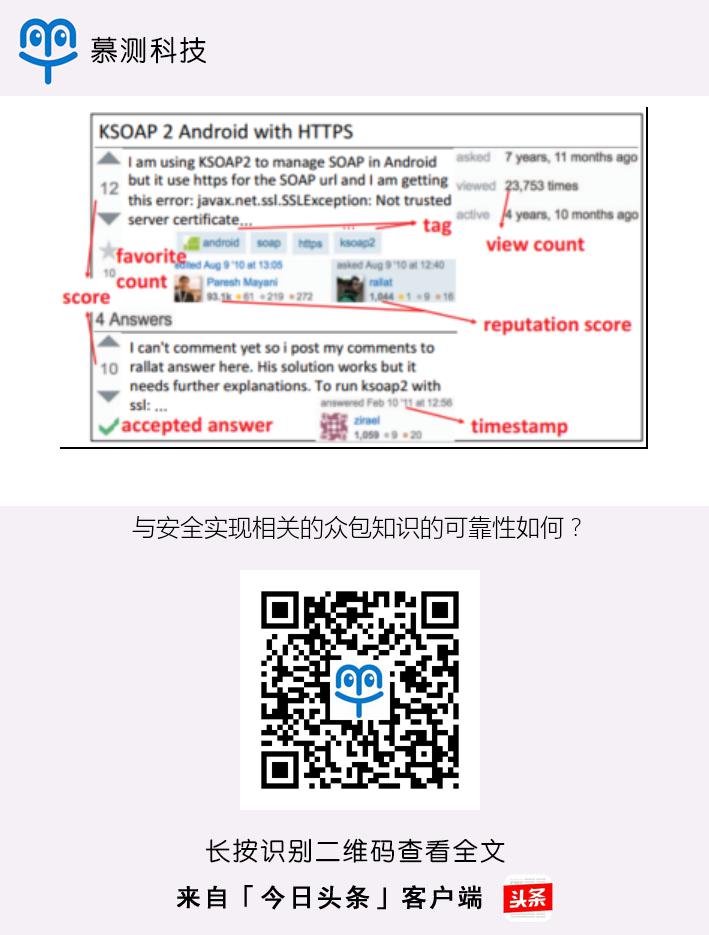 慕测科技
KSOAP 2 Android with HTTPS
I am using KSOAP2 to manage SOAP in Android
but it use https for the SOAP url and I am getting
this error: javax.net.ssl.SSLException: Not trusted
server certificate...
12
asked 7 years, 11 months ago
viewed 23,753 times
active 4 years, 10 months ago
...
tag
view count
android soap https ksoap2
favorite
count
10
score
edited Aug 9 '10 at 13:05
Paresh Mayani
93.1k 61 219 272
asked Aug 9 '10 at 12:40
rallat
1,044 1 9 16
reputation score
4 Answers
10
I can't comment yet so i post my comments to
rallat answer here. His solution works but it
needs further explanations. To run ksoap2 with
ssl: ...
answered Feb 10 '11 at 12:56
zirael
1,059 9 20
accepted answer
timestamp
与安全实现相关的众包知识的可靠性如何？
长按识别二维码查看全文
来自「今日头条」客户端
头条